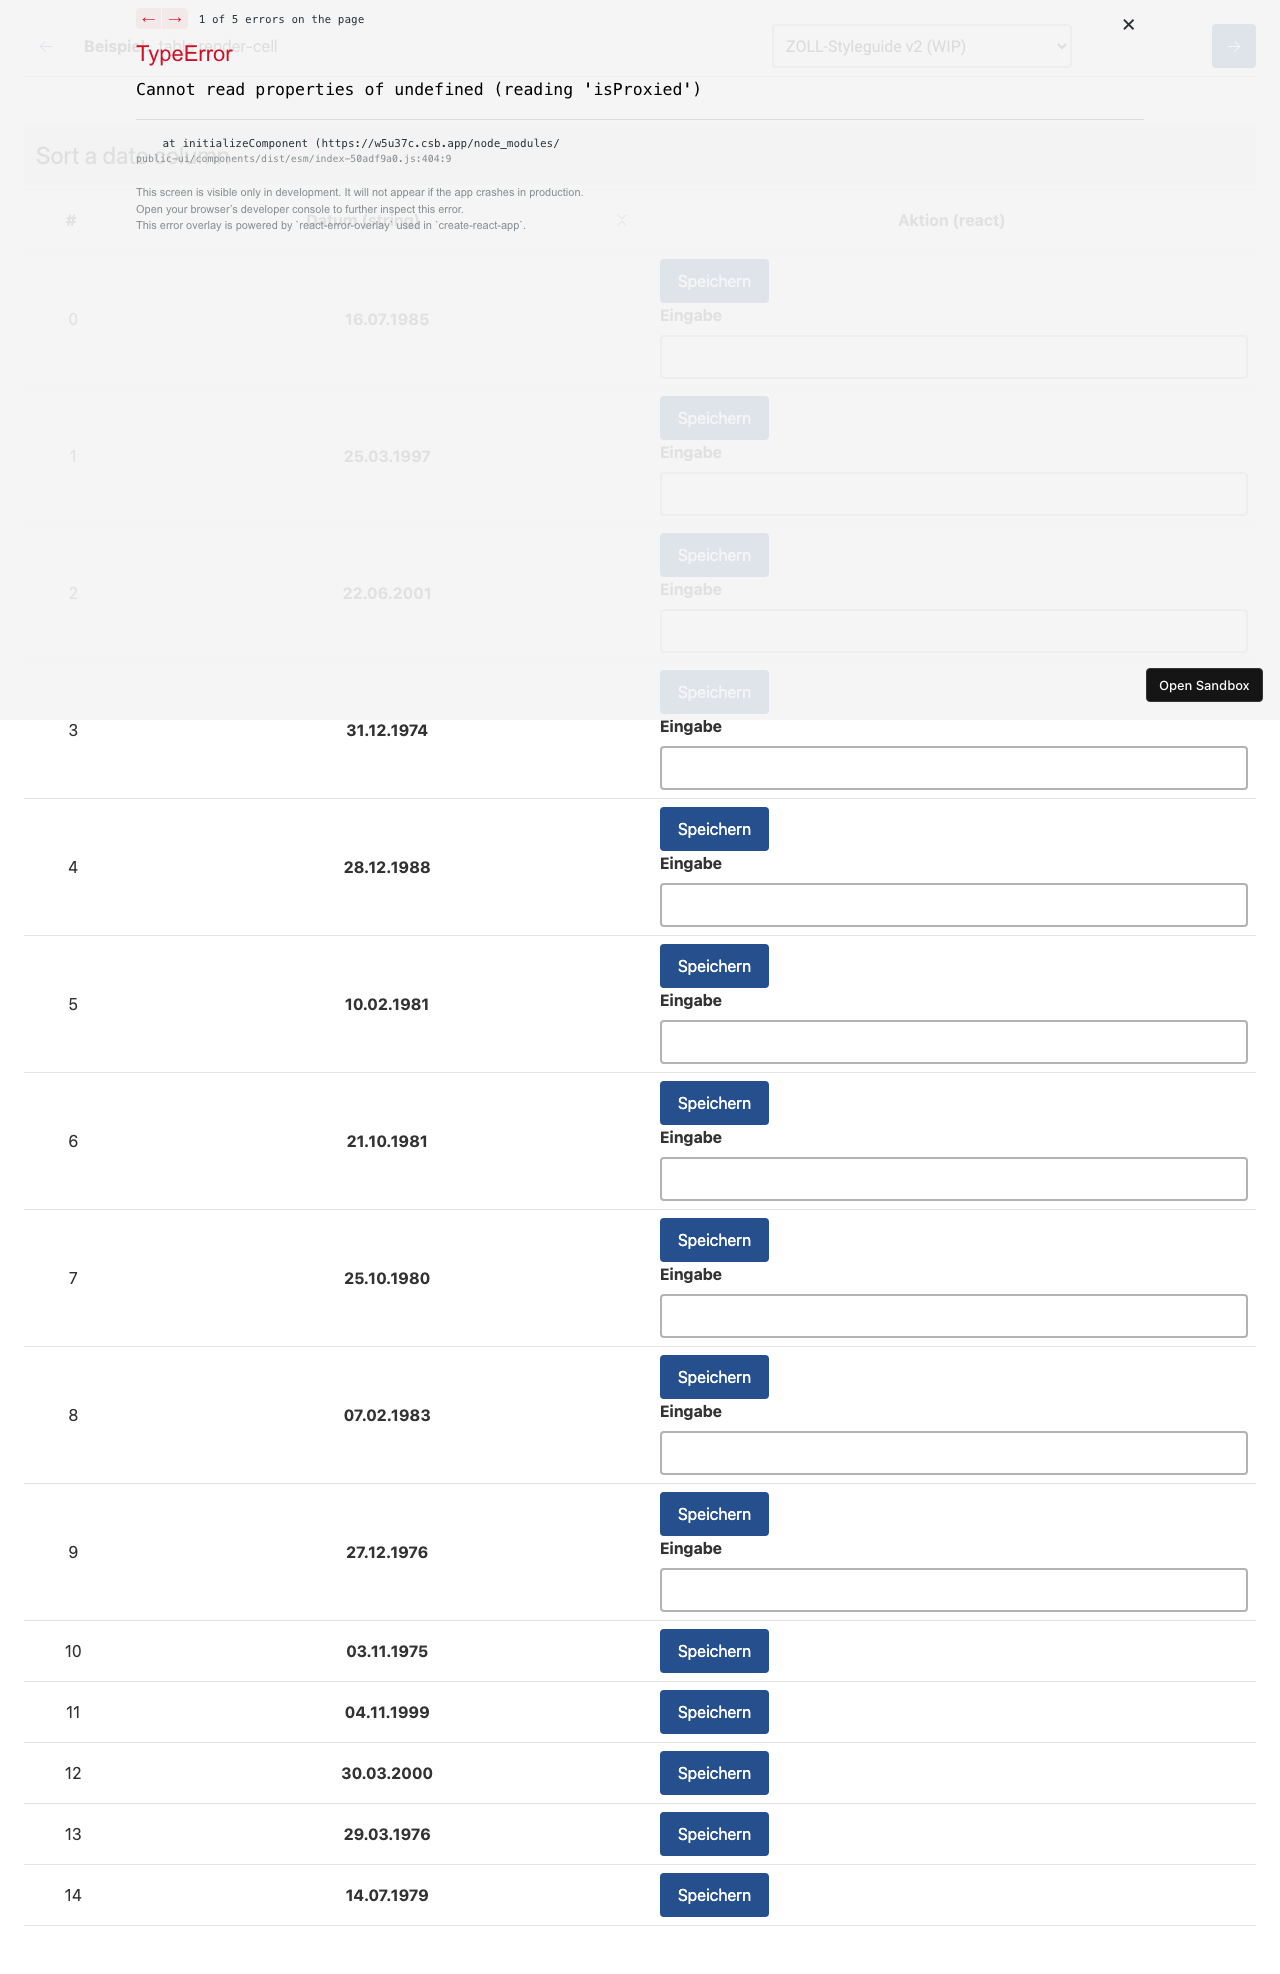 ← → 1 of 5 errors on the page
×
← Beispiel table render-cell
ZOLL-Styleguide v2 (WIP)
→
TypeError
Cannot read properties of undefined (reading 'isProxied')
at initializeComponent (https://w5u37c.csb.app/node_modules/
public-ui/components/dist/esm/index-50adf9a0.js:404:9
Sort a date column
This screen is visible only in development. It will not appear if the app crashes in production.
Open your browser's developer console to further inspect this error.
This error overlay is powered by `react-error-overlay` used in `create-react-app`.
# Datum (string) Aktion (react)
Speichern
Eingabe
0 16.07.1985
Speichern
Eingabe
1 25.03.1997
Speichern
Eingabe
2 22.06.2001
Open Sandbox
Speichern
Eingabe
3 31.12.1974
Speichern
Eingabe
4 28.12.1988
Speichern
Eingabe
5 10.02.1981
Speichern
Eingabe
6 21.10.1981
Speichern
Eingabe
7 25.10.1980
Speichern
Eingabe
8 07.02.1983
Speichern
Eingabe
9 27.12.1976
10 03.11.1975 Speichern
11 04.11.1999 Speichern
12 30.03.2000 Speichern
13 29.03.1976 Speichern
14 14.07.1979 Speichern